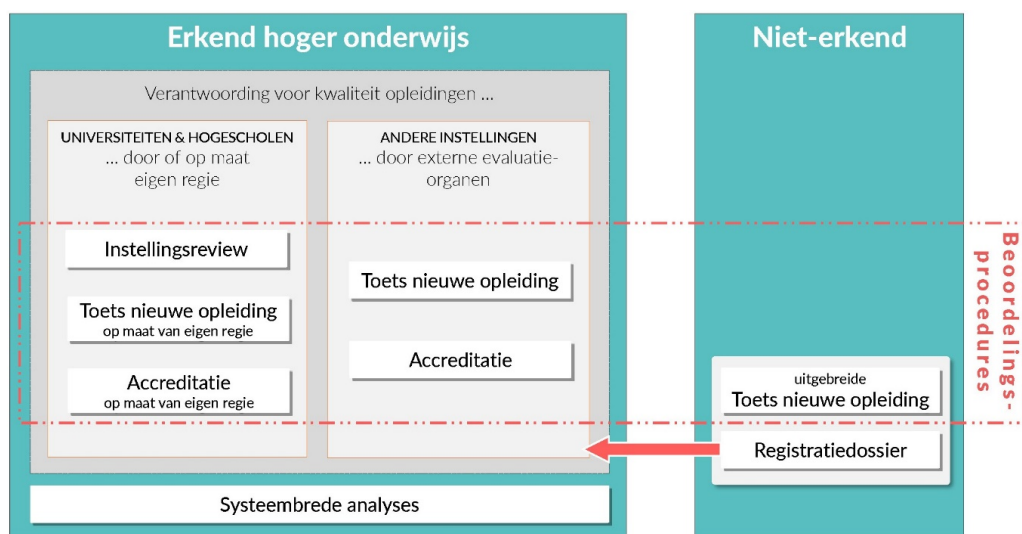 Erkend hoger onderwijs
Niet-erkend
Verantwoording voor kwaliteit opleidingen ...
UNIVERSITEITEN & HOGESCHOLEN
... door of op maat
eigen regie
ANDERE INSTELLINGEN
... door externe evaluatie-
organen
Instellingsreview
Toets nieuwe opleiding
op maat van eigen regie
Accreditatie
op maat van eigen regie
Toets nieuwe opleiding
Accreditatie
uitgebreide
Toets nieuwe opleiding
Registratiedossier
Beoordelings-
procedures
Systeembrede analyses